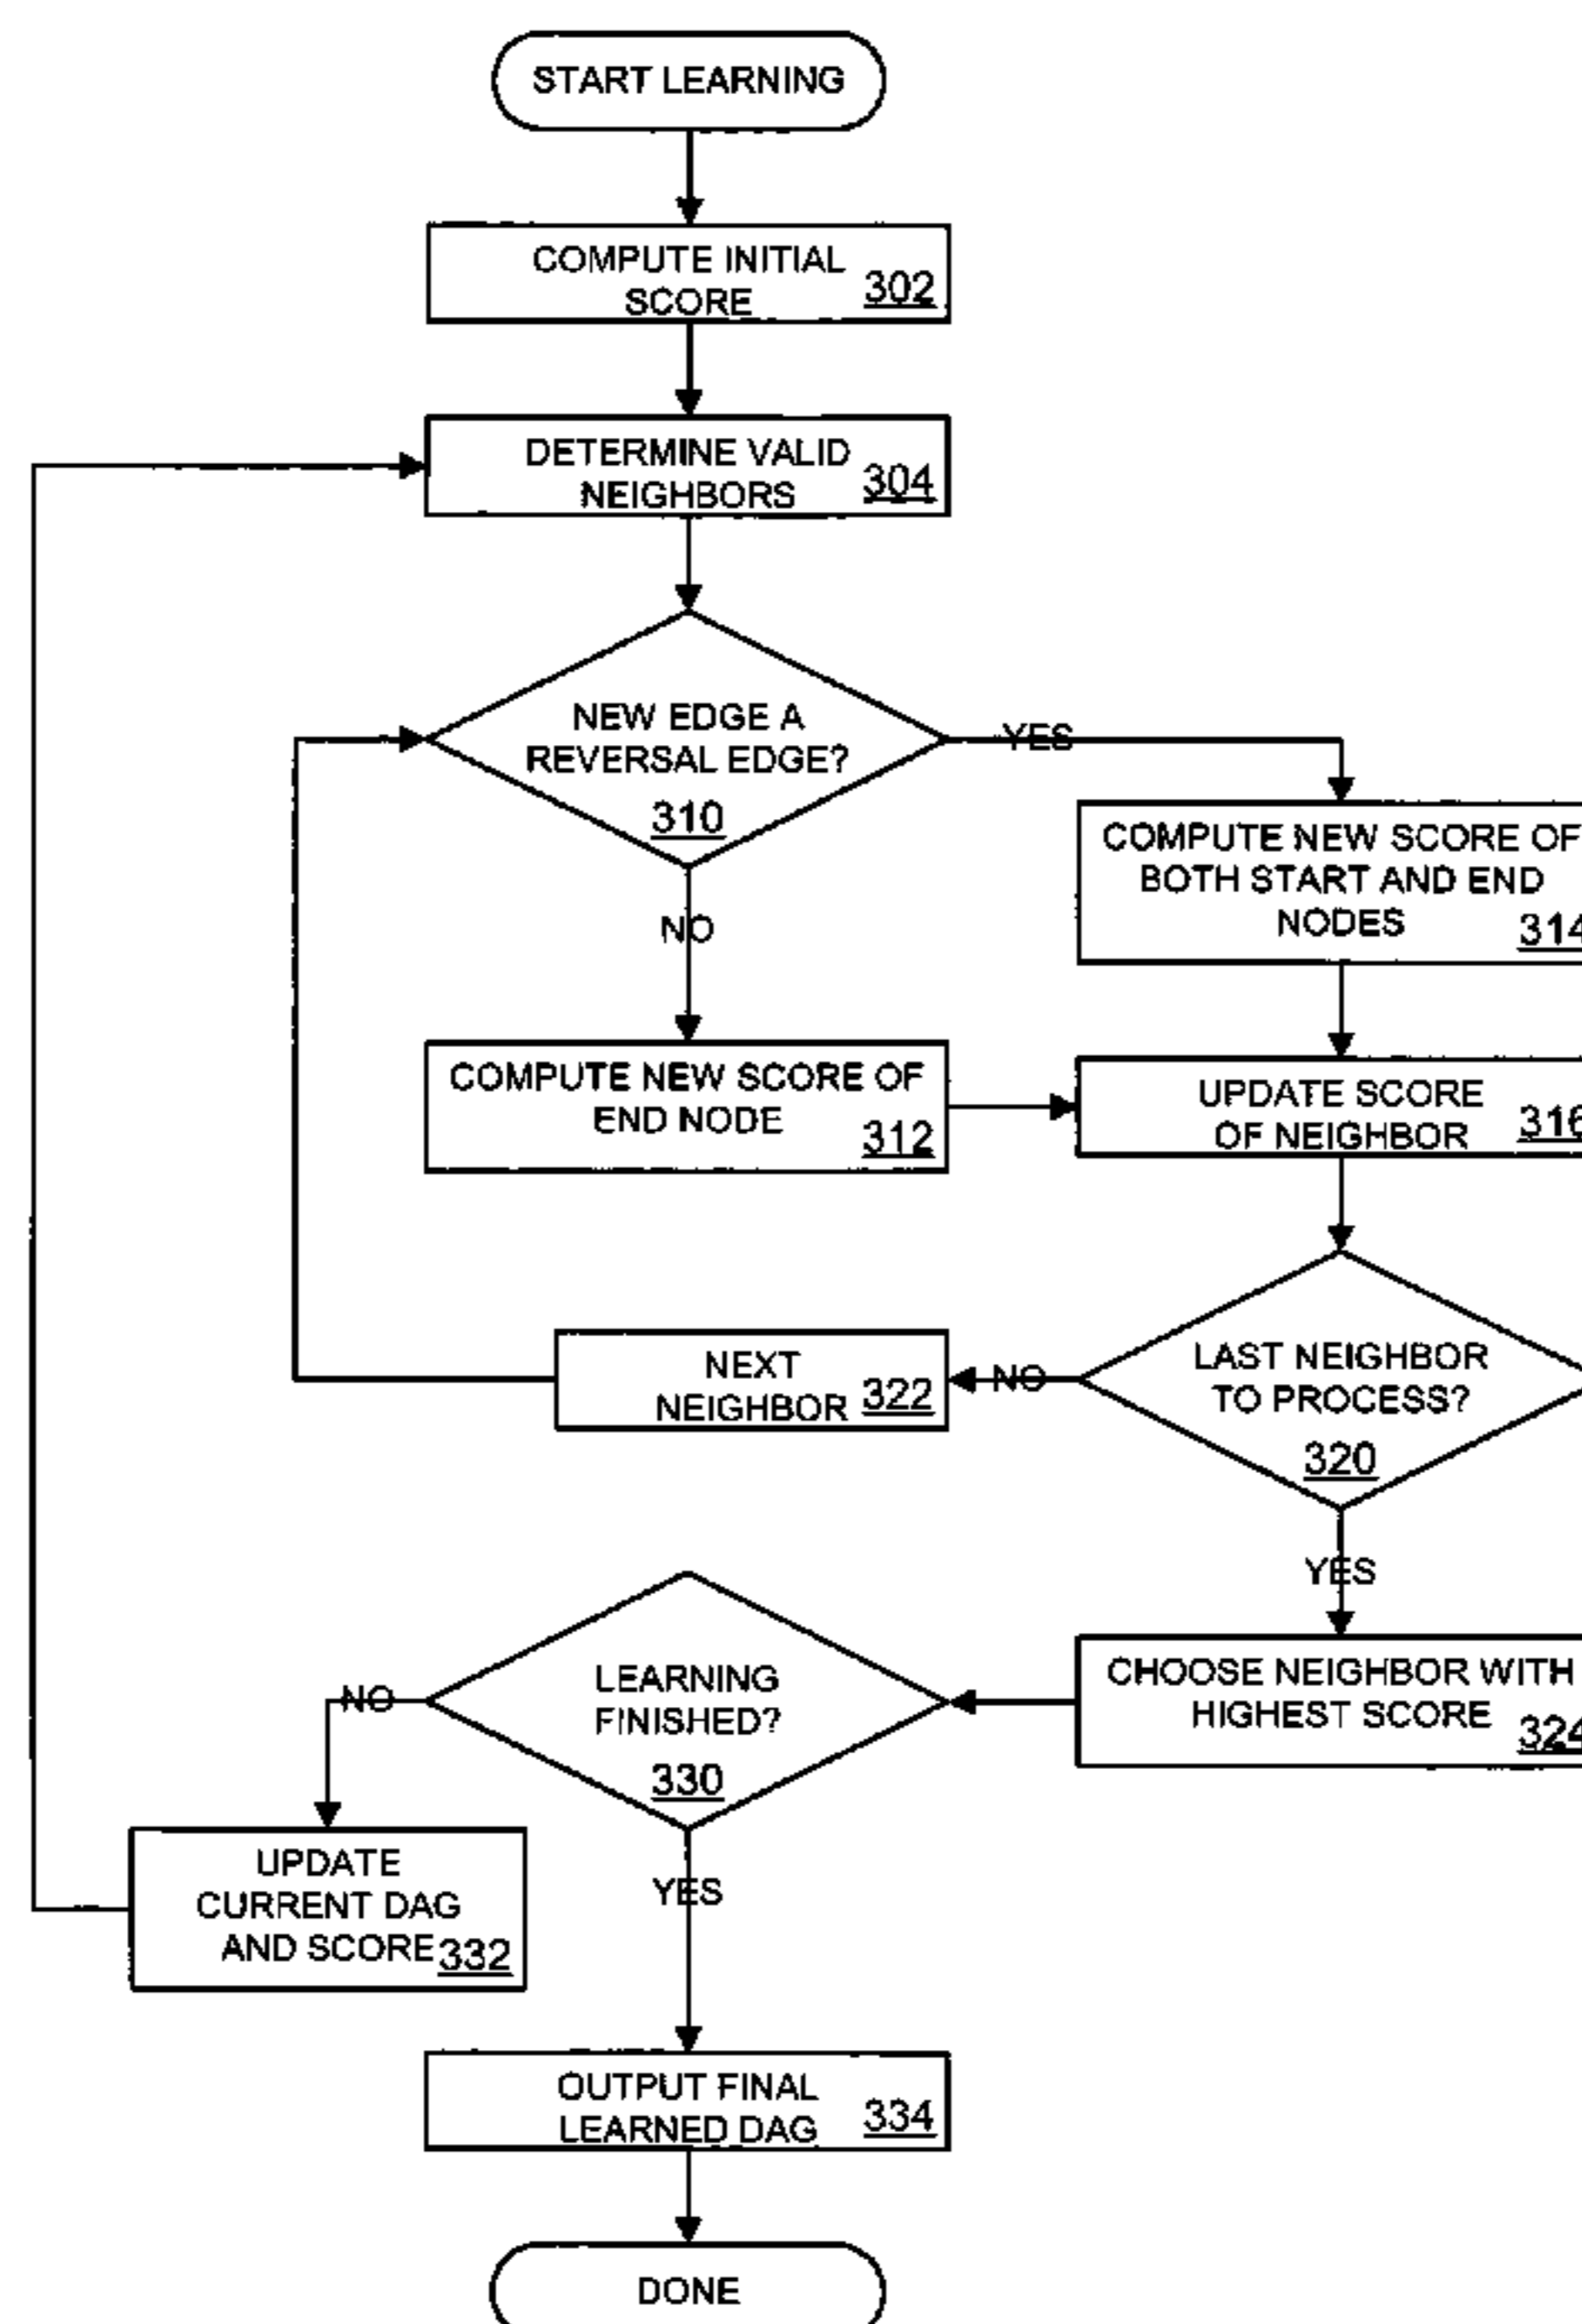 START LEARNING
COMPUTE INITIAL
SCORE
302
DETERMINE VALID
NEIGHBORS
304
NEW EDGE A
REVERSAL EDGE?
310
YES
NO
COMPUTE NEW SCORE OF
BOTH START AND END
NODES
314
COMPUTE NEW SCORE OF
END NODE
312
UPDATE SCORE
OF NEIGHBOR
316
LAST NEIGHBOR
TO PROCESS?
320
NO
NEXT
NEIGHBOR
322
YES
CHOOSE NEIGHBOR WITH
HIGHEST SCORE
324
LEARNING
FINISHED?
330
NO
UPDATE
CURRENT DAG
AND SCORE
332
YES
OUTPUT FINAL
LEARNED DAG
334
DONE